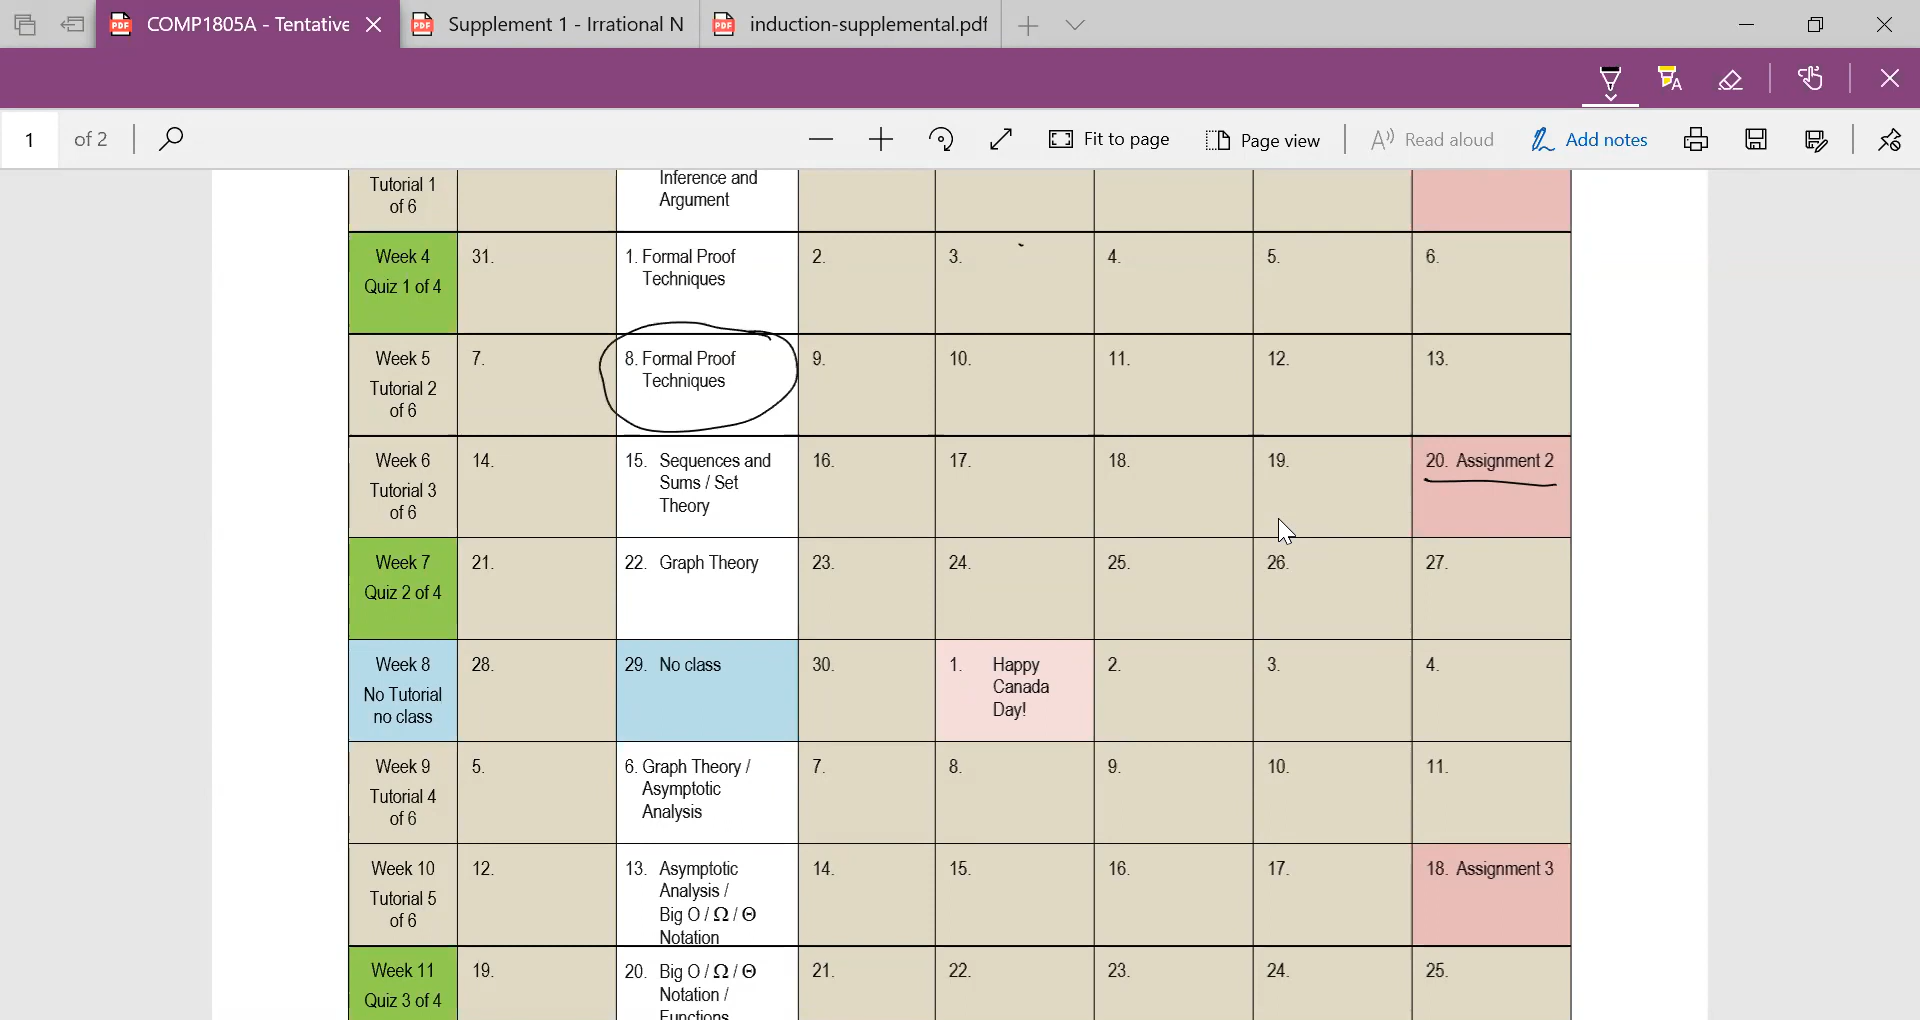 COMP1805A - Tentative
Supplement 1 - Irrational N
induction-supplemental.pdf
1 of 2
Fit to page
Page view
Read aloud
Add notes
Tutorial 1
of 6
Inference and
Argument
Week 4
Quiz 1 of 4
31.
1. Formal Proof
Techniques
2.
3.
4.
5.
6.
Week 5
Tutorial 2
of 6
7.
8. Formal Proof
Techniques
9.
10.
11.
12.
13.
Week 6
Tutorial 3
of 6
14.
15. Sequences and
Sums / Set
Theory
16.
17.
18.
19.
20. Assignment 2
Week 7
Quiz 2 of 4
21.
22. Graph Theory
23.
24.
25.
26.
27.
Week 8
No Tutorial
no class
28.
29. No class
30.
1. Happy
Canada
Day!
2.
3.
4.
Week 9
Tutorial 4
of 6
5.
6. Graph Theory /
Asymptotic
Analysis
7.
8.
9.
10.
11.
Week 10
Tutorial 5
of 6
12.
13. Asymptotic
Analysis /
Big O / Ω / Θ
Notation
14.
15.
16.
17.
18. Assignment 3
Week 11
Quiz 3 of 4
19.
20. Big O / Ω / Θ
Notation /
Functions
21.
22.
23.
24.
25.